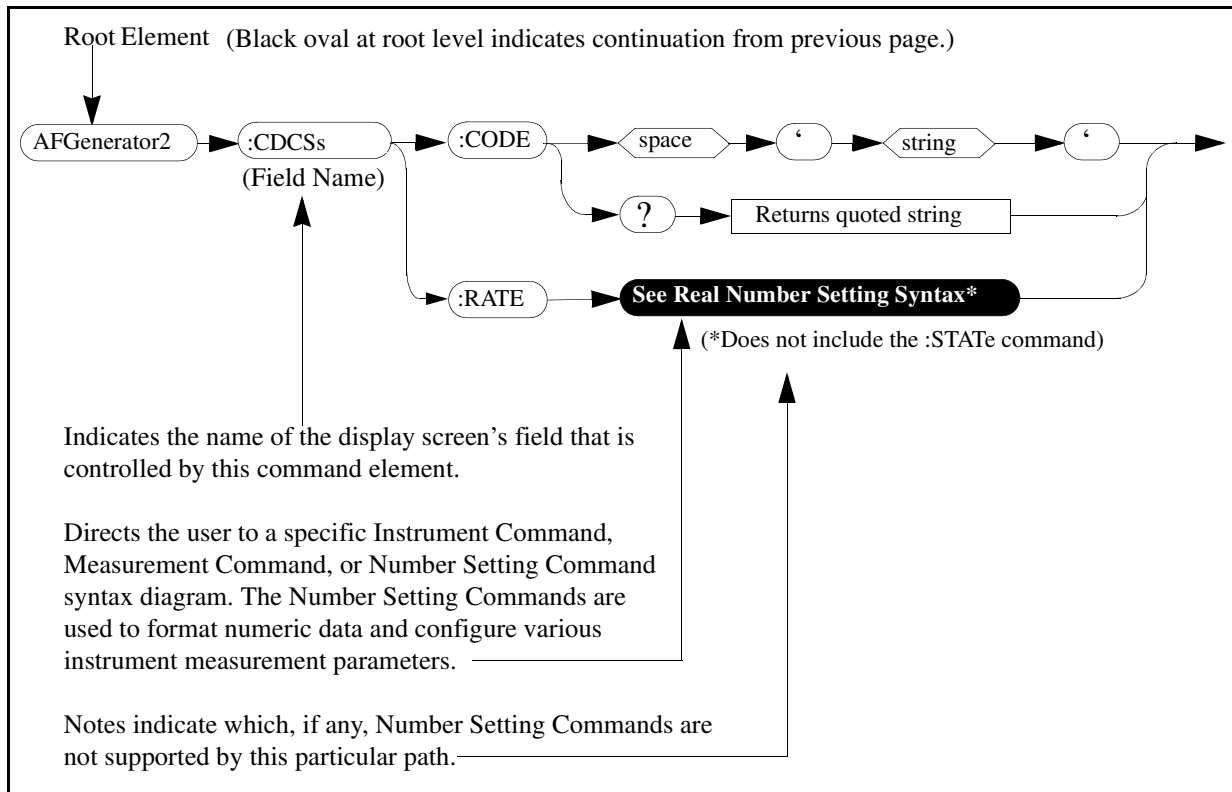 Root Element (Black oval at root level indicates continuation from previous page.)
AFGenerator2 :CDCSs :CODE space ‘ string ‘
(Field Name)
? Returns quoted string
:RATE See Real Number Setting Syntax*
(*Does not include the :STATe command)
Indicates the name of the display screen’s field that is
controlled by this command element.
Directs the user to a specific Instrument Command,
Measurement Command, or Number Setting Command
syntax diagram. The Number Setting Commands are
used to format numeric data and configure various
instrument measurement parameters.
Notes indicate which, if any, Number Setting Commands are
not supported by this particular path.